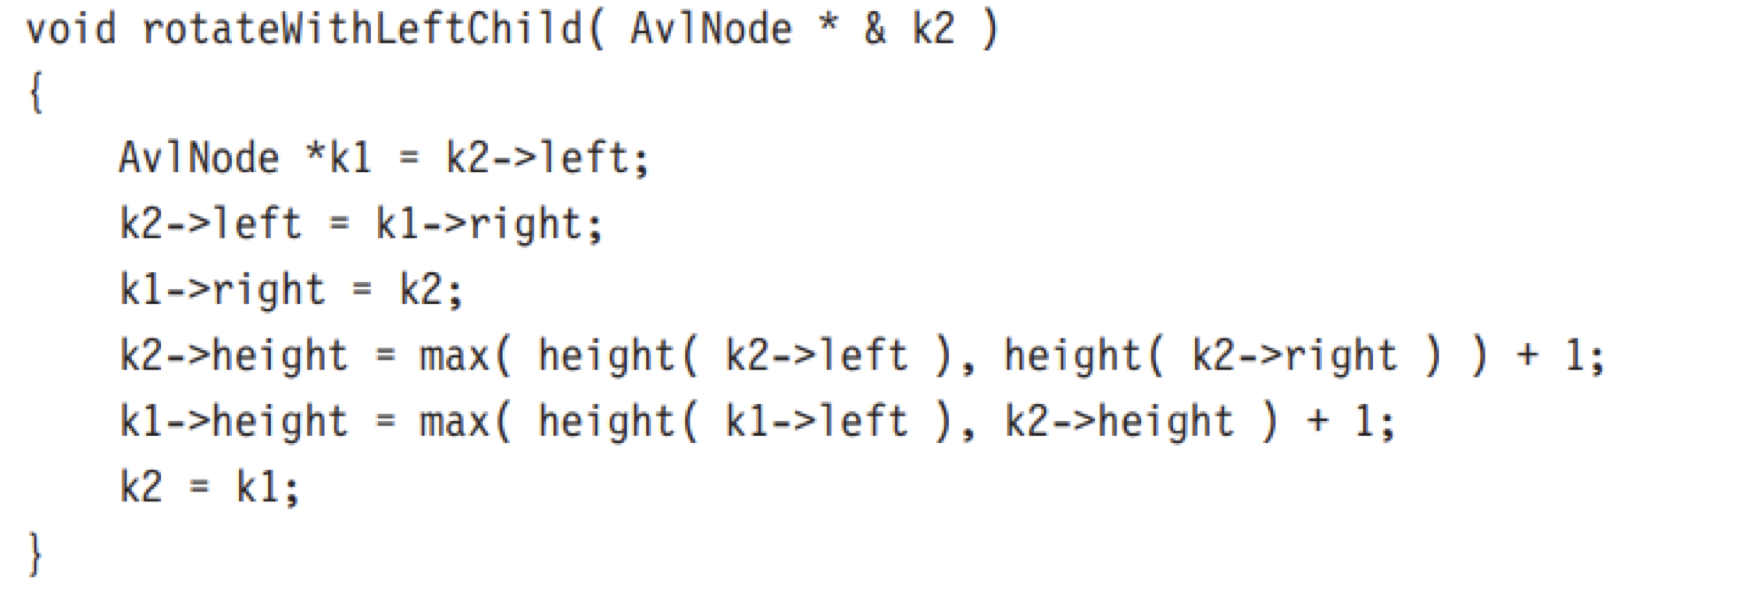 void rotateWithLeftChild( AvlNode * & k2 )
{
    AvlNode *k1 = k2->left;
    k2->left = k1->right;
    k1->right = k2;
    k2->height = max( height( k2->left ), height( k2->right ) ) + 1;
    k1->height = max( height( k1->left ), k2->height ) + 1;
    k2 = k1;
}